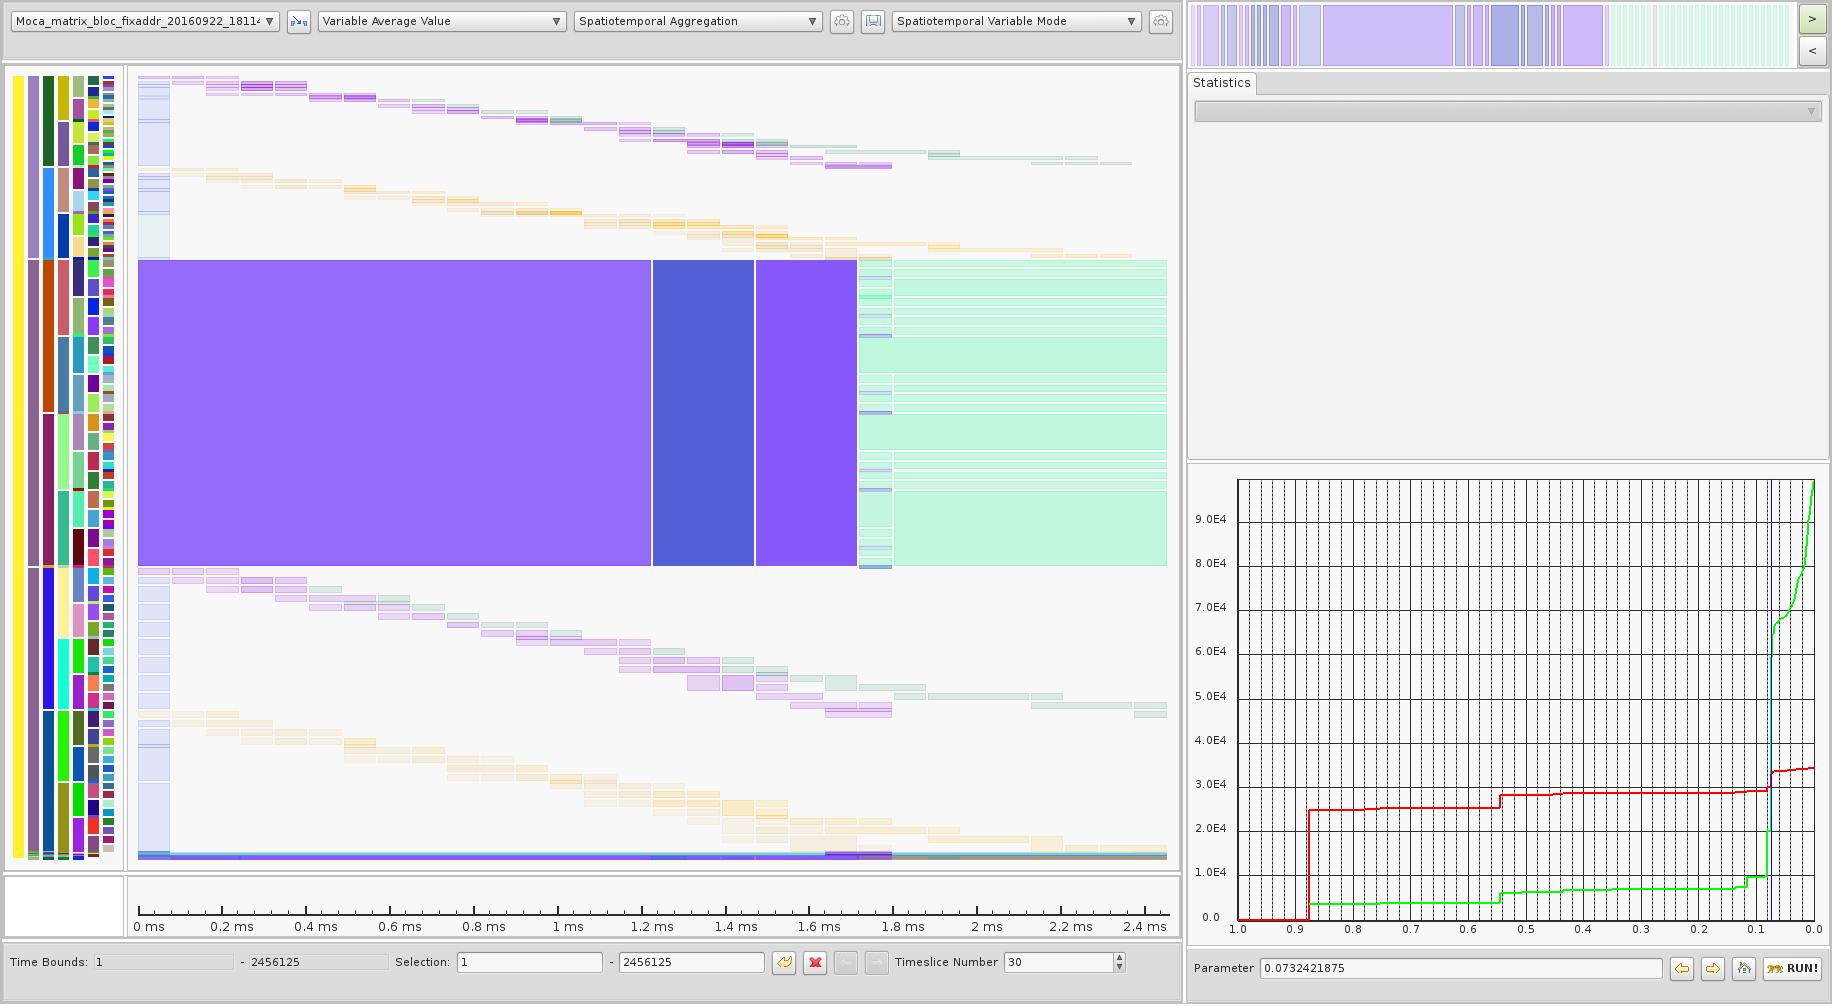 Moca_matrix_bloc_fixaddr_20160922_18114
Variable Average Value
Spatiotemporal Aggregation
Spatiotemporal Variable Mode
>
<
Statistics
9.0E4
8.0E4
7.0E4
6.0E4
5.0E4
4.0E4
3.0E4
2.0E4
1.0E4
0.0
1.0 0.9 0.8 0.7 0.6 0.5 0.4 0.3 0.2 0.1 0.0
0 ms 0.2 ms 0.4 ms 0.6 ms 0.8 ms 1 ms 1.2 ms 1.4 ms 1.6 ms 1.8 ms 2 ms 2.2 ms 2.4 ms
Time Bounds: 1 - 2456125 Selection: 1 - 2456125 Timeslice Number 30
Parameter 0.0732421875 RUN!